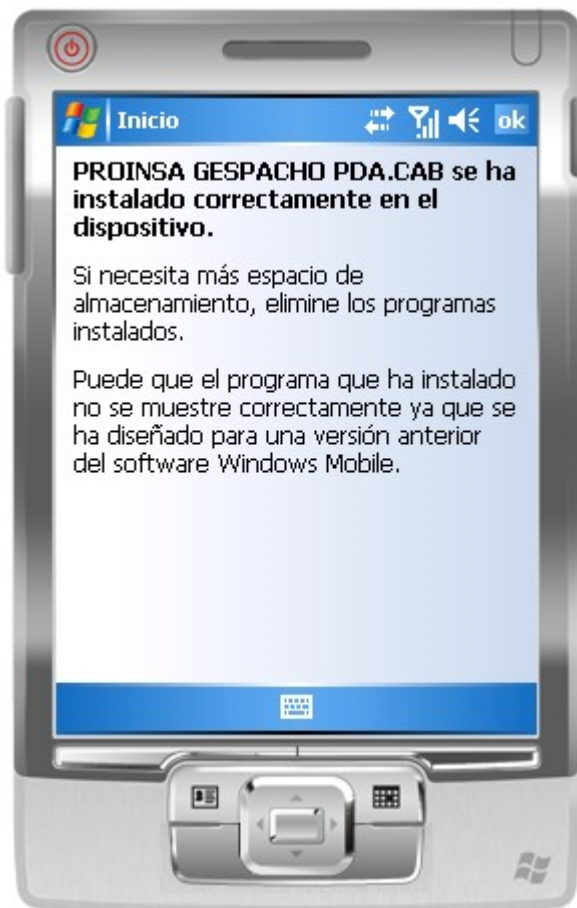 Inicio
ok
PROINSA GESPACHO PDA.CAB se ha
instalado correctamente en el
dispositivo.
Si necesita más espacio de
almacenamiento, elimine los programas
instalados.
Puede que el programa que ha instalado
no se muestre correctamente ya que se
ha diseñado para una versión anterior
del software Windows Mobile.